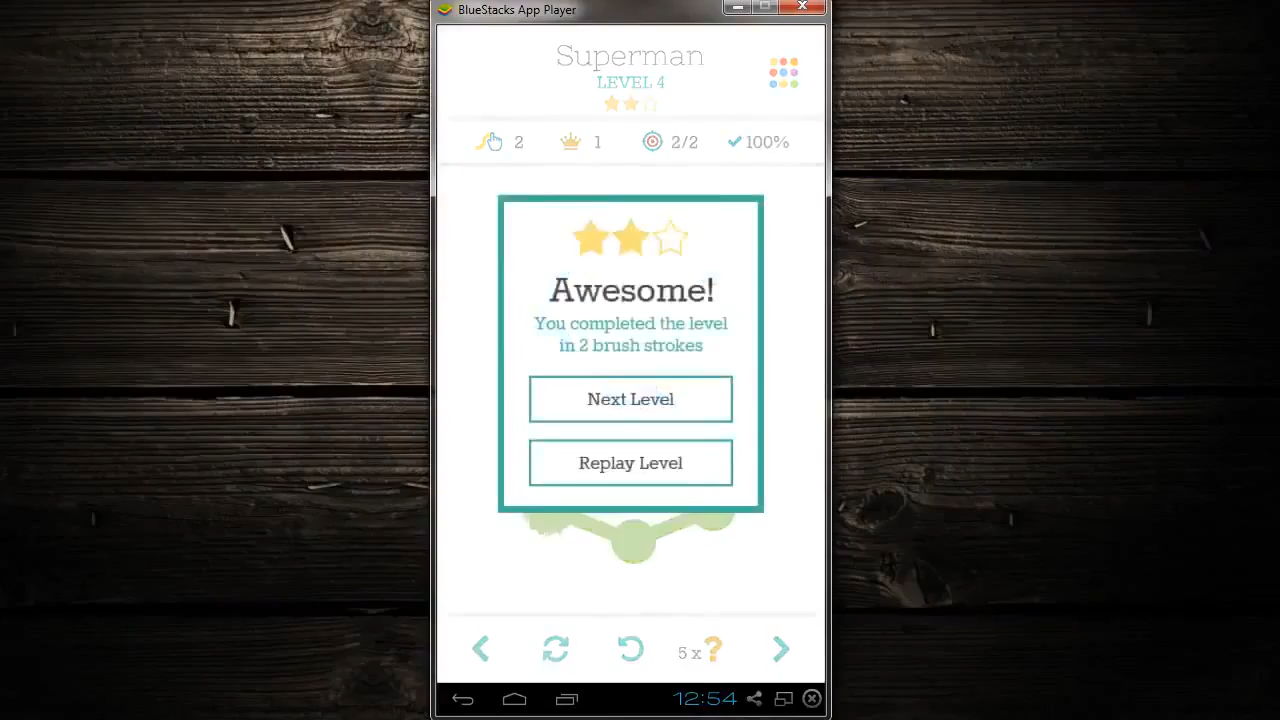 BlueStacks App Player
Superman
LEVEL 4
2 1 2/2 100%
Awesome!
You completed the level
in 2 brush strokes
Next Level
Replay Level
5 x ?
12:54